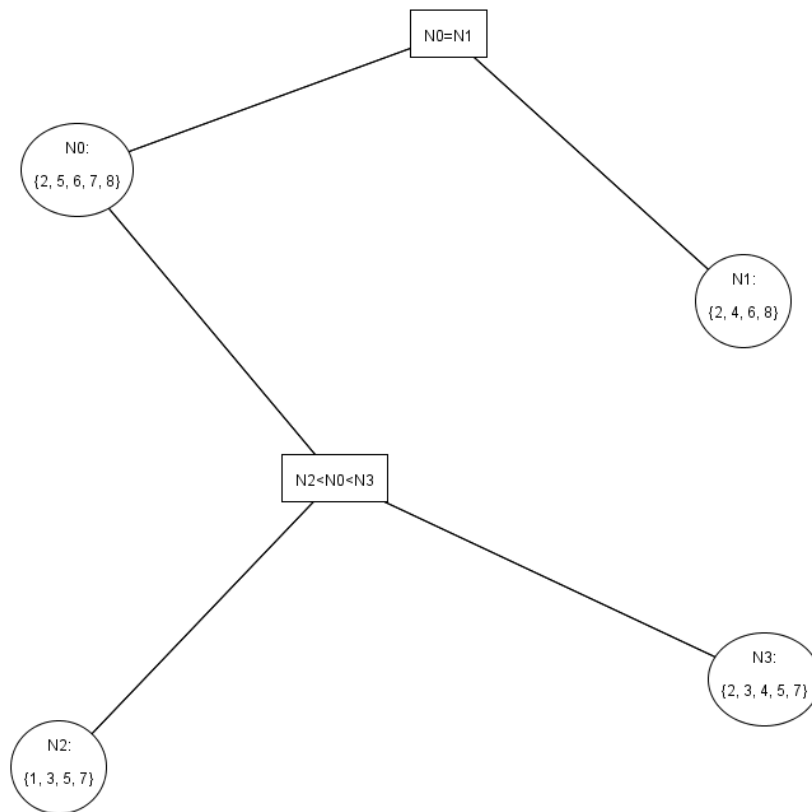 N0=N1
N0:
{2, 5, 6, 7, 8}
N1:
{2, 4, 6, 8}
N2<N0<N3
N3:
{2, 3, 4, 5, 7}
N2:
{1, 3, 5, 7}